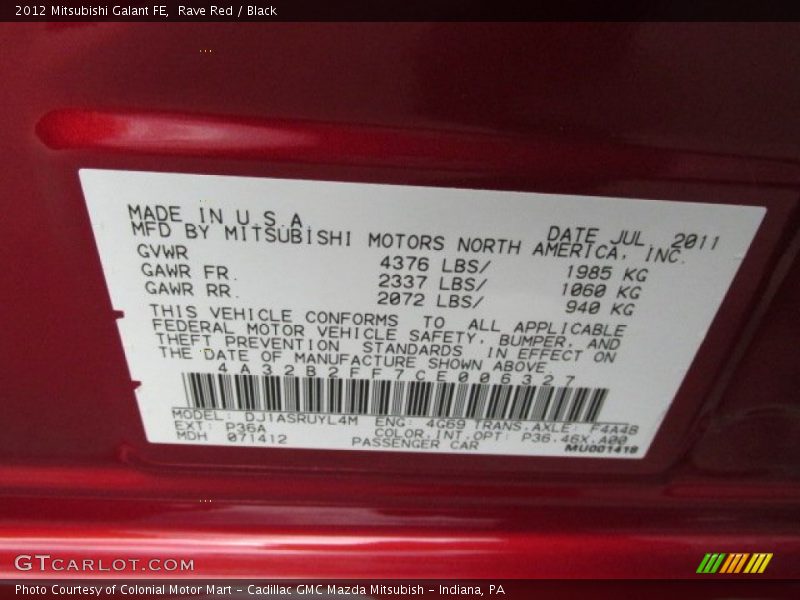 2012 Mitsubishi Galant FE,  Rave Red / Black
MADE IN U.S.A. DATE JUL 2011
MFD BY MITSUBISHI MOTORS NORTH AMERICA, INC.
GVWR 4376 LBS/ 1985 KG
GAWR FR. 2337 LBS/ 1060 KG
GAWR RR. 2072 LBS/ 940 KG
THIS VEHICLE CONFORMS TO ALL APPLICABLE
FEDERAL MOTOR VEHICLE SAFETY, BUMPER, AND
THEFT PREVENTION STANDARDS IN EFFECT ON
THE DATE OF MANUFACTURE SHOWN ABOVE.
4A32B2FF7CE006327
MODEL: DJ1ASRUYL4M ENG: 4G69 TRANS.AXLE: F4A4B
EXT: P36A COLOR.INT.OPT: P36.46X.A00
MDH 071412 PASSENGER CAR MU001418
GTCARLOT.COM
Photo Courtesy of Colonial Motor Mart - Cadillac GMC Mazda Mitsubish - Indiana, PA